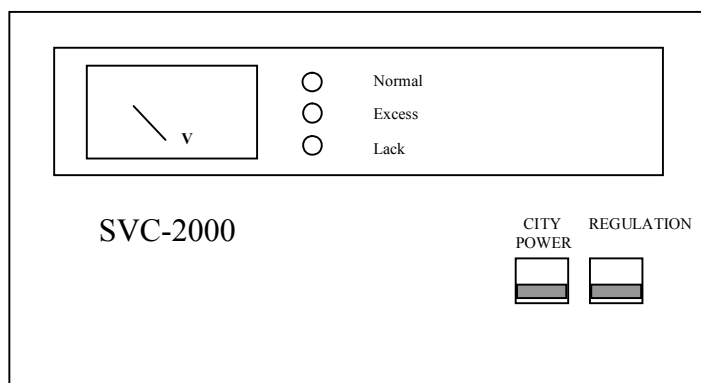 Normal
Excess
V
Lack
SVC-2000
CITY
POWER
REGULATION